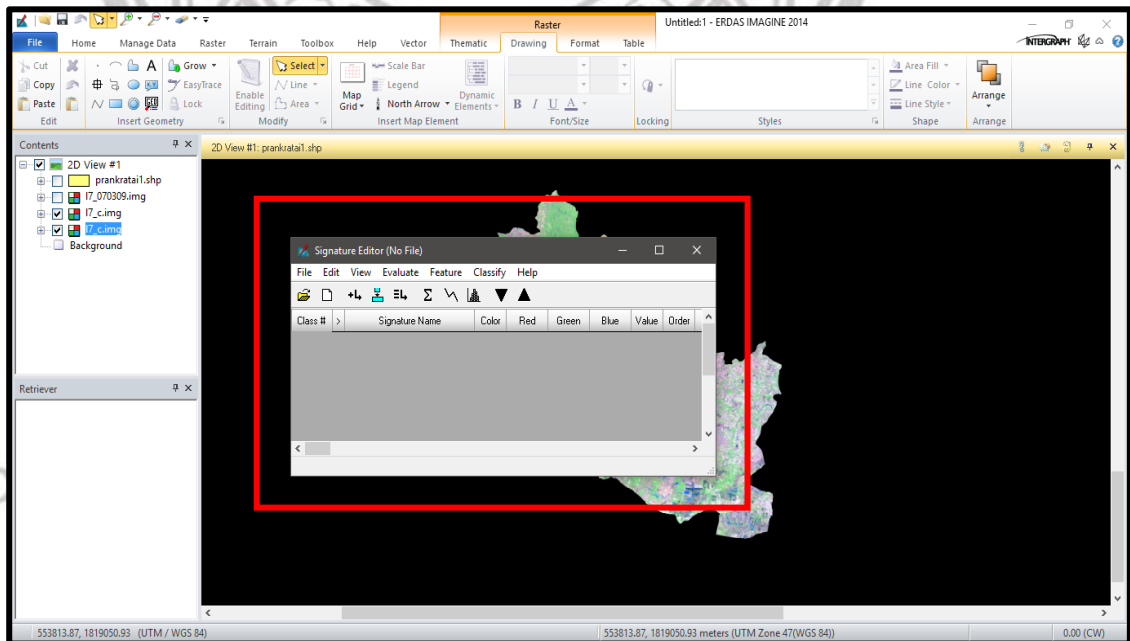 Raster
Untitled:1 - ERDAS IMAGINE 2014
File Home Manage Data Raster Terrain Toolbox Help Vector Thematic Drawing Format Table
INTERGRAPH
Cut Grow Select Scale Bar Area Fill
Copy EasyTrace Enable Editing Line Map Grid Legend Dynamic Elements Line Color Arrange
Paste Lock Area North Arrow B I U A Line Style
Edit Insert Geometry Modify Insert Map Element Font/Size Locking Styles Shape Arrange
Contents
2D View #1: prankratai1.shp
2D View #1
prankratai1.shp
l7_070309.img
l7_c.img
l7_c.img
Background
Signature Editor (No File)
File Edit View Evaluate Feature Classify Help
Class # > Signature Name Color Red Green Blue Value Order
Retriever
553813.87, 1819050.93 (UTM / WGS 84)
553813.87, 1819050.93 meters (UTM Zone 47(WGS 84))
0.00 (CW)